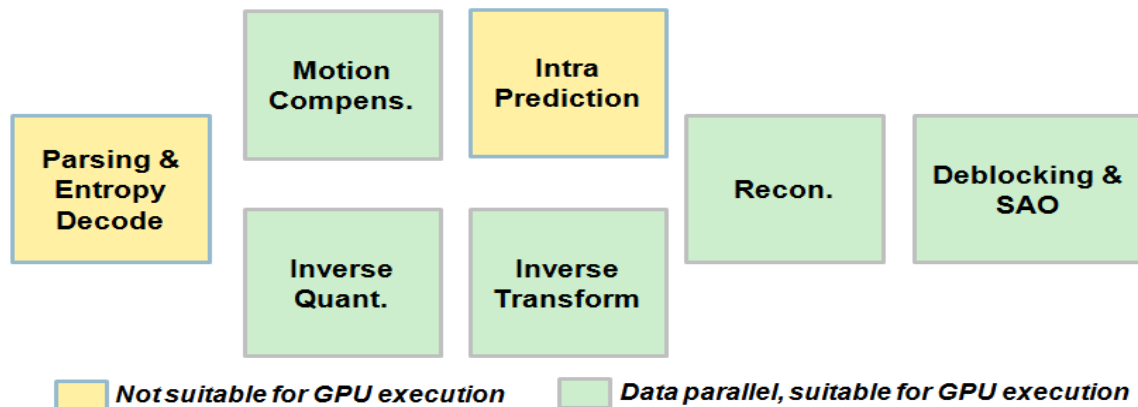 Motion
Compens.
Intra
Prediction
Parsing &
Entropy
Decode
Recon.
Deblocking &
SAO
Inverse
Quant.
Inverse
Transform
Not suitable for GPU execution
Data parallel, suitable for GPU execution